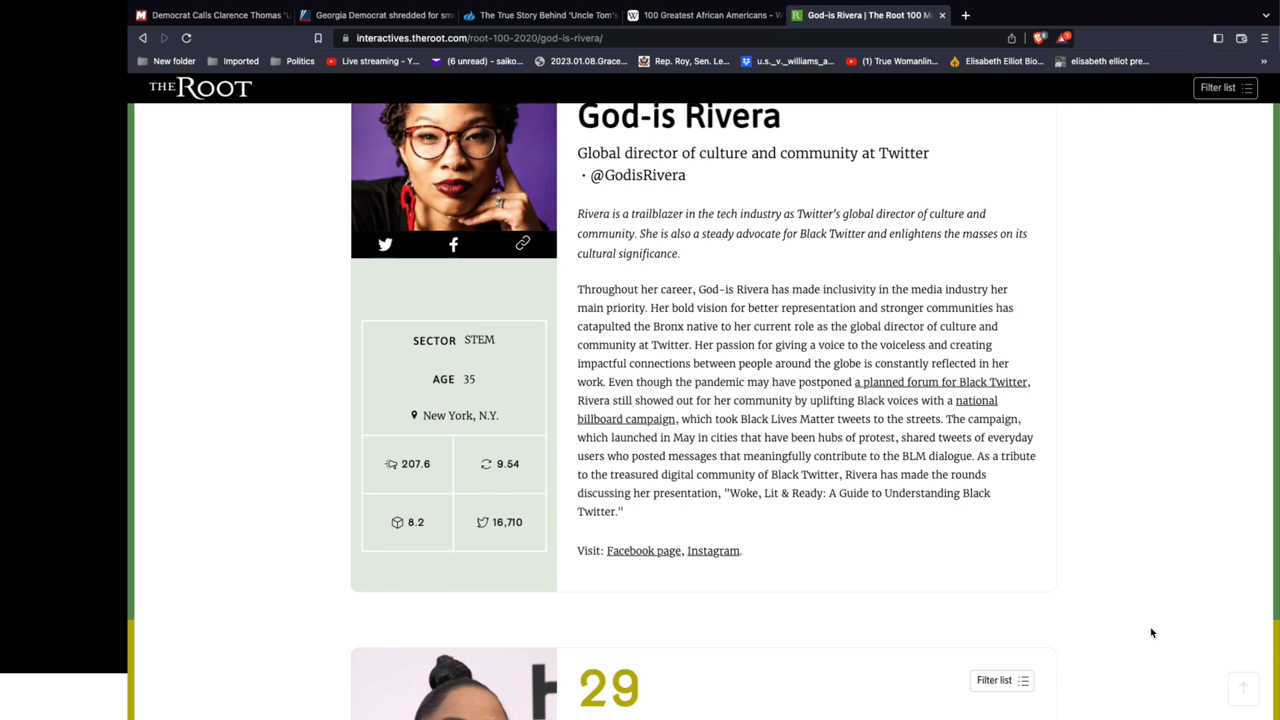 Democrat Calls Clarence Thomas '
Georgia Democrat shredded for sm
The True Story Behind 'Uncle Tom's
100 Greatest African Americans - W
God-is Rivera | The Root 100 M
interactives.theroot.com/root-100-2020/god-is-rivera/
New folder
Imported
Politics
Live streaming - Y...
(6 unread) - saiko...
2023.01.08.Grace...
Rep. Roy, Sen. Le...
u.s._v._williams_a...
(1) True Womanlin...
Elisabeth Elliot Bio...
elisabeth elliot pre...
»
THE ROOT
Filter list
God-is Rivera
Global director of culture and community at Twitter
· @GodisRivera
Rivera is a trailblazer in the tech industry as Twitter's global director of culture and
community. She is also a steady advocate for Black Twitter and enlightens the masses on its
cultural significance.
SECTOR STEM
AGE 35
New York, N.Y.
207.6 9.54
8.2 16,710
Throughout her career, God-is Rivera has made inclusivity in the media industry her
main priority. Her bold vision for better representation and stronger communities has
catapulted the Bronx native to her current role as the global director of culture and
community at Twitter. Her passion for giving a voice to the voiceless and creating
impactful connections between people around the globe is constantly reflected in her
work. Even though the pandemic may have postponed a planned forum for Black Twitter,
Rivera still showed out for her community by uplifting Black voices with a national
billboard campaign, which took Black Lives Matter tweets to the streets. The campaign,
which launched in May in cities that have been hubs of protest, shared tweets of everyday
users who posted messages that meaningfully contribute to the BLM dialogue. As a tribute
to the treasured digital community of Black Twitter, Rivera has made the rounds
discussing her presentation, "Woke, Lit & Ready: A Guide to Understanding Black
Twitter."
Visit: Facebook page, Instagram.
29
Filter list